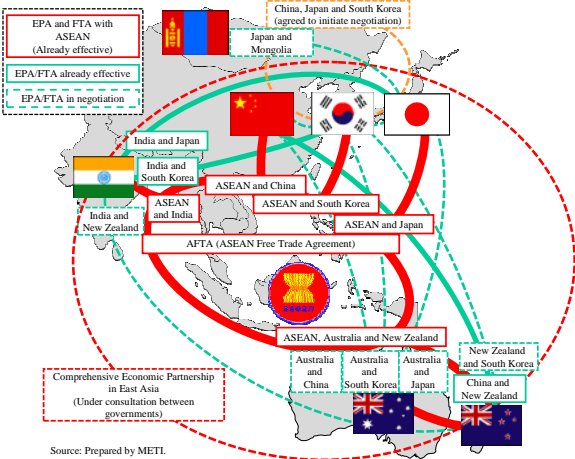 EPA and FTA with
ASEAN
(Already effective)
EPA/FTA already effective
EPA/FTA in negotiation
China, Japan and South Korea
(agreed to initiate negotiation)
Japan and
Mongolia
India and Japan
India and
South Korea
ASEAN and China
ASEAN
and India
ASEAN and South Korea
India and
New Zealand
ASEAN and Japan
AFTA (ASEAN Free Trade Agreement)
asean
ASEAN, Australia and New Zealand
Australia
and
China
Australia
and
South Korea
Australia
and
Japan
New Zealand
and South Korea
China and
New Zealand
Comprehensive Economic Partnership
in East Asia
(Under consultation between
governments)
Source: Prepared by METI.